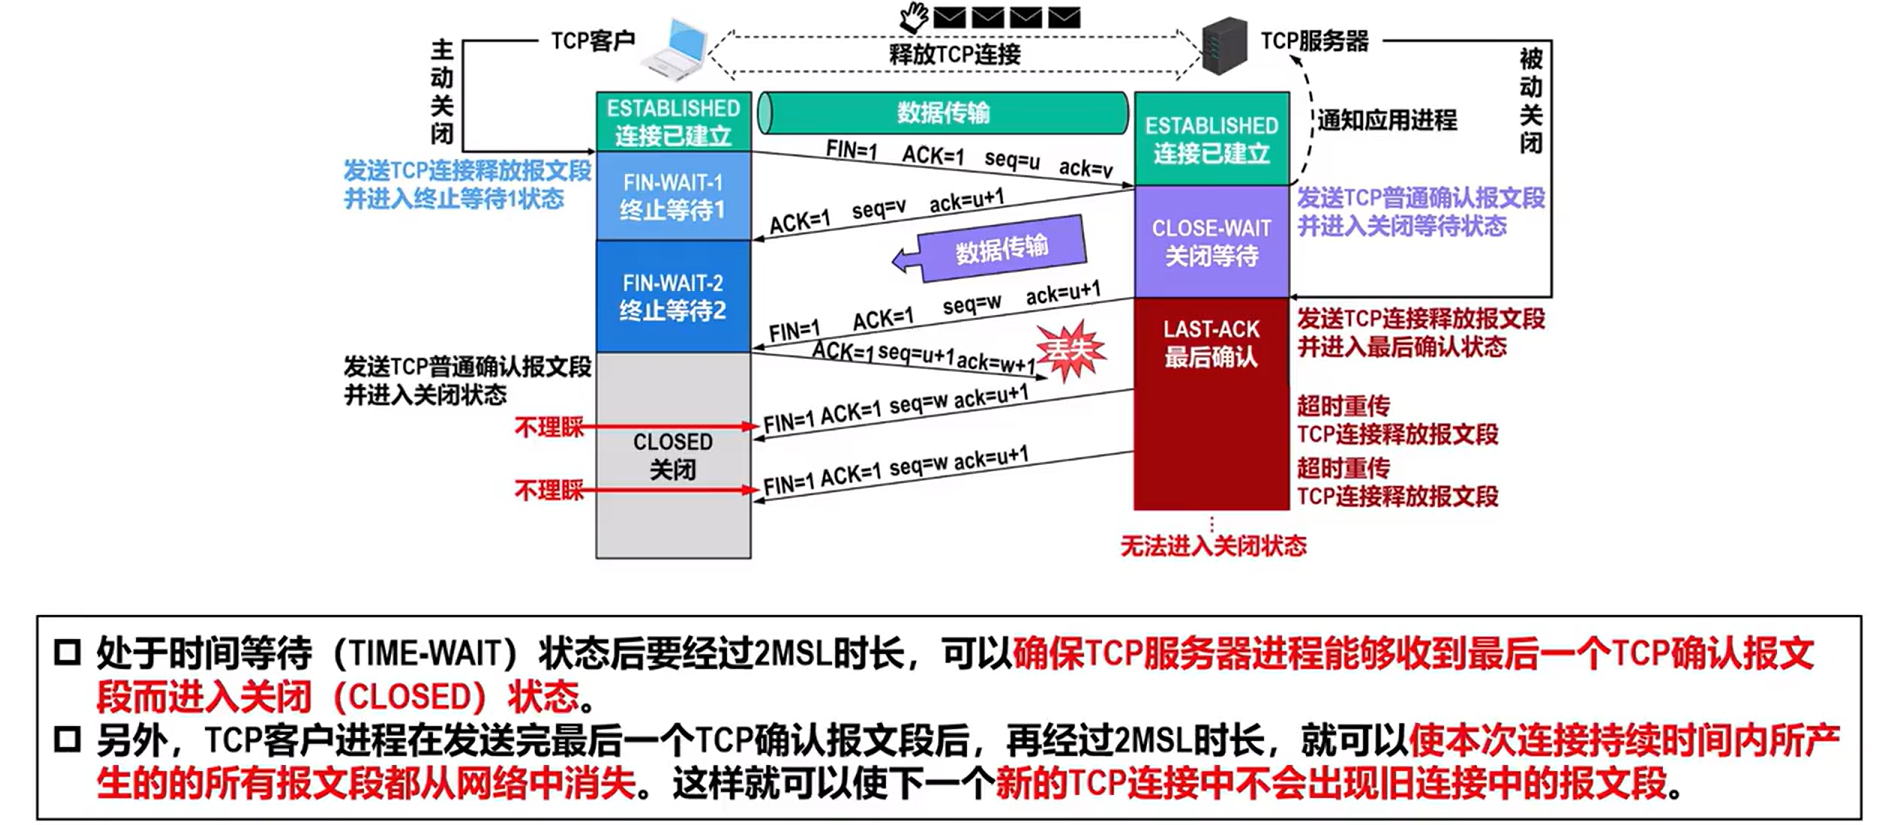 TCP客户
释放TCP连接
TCP服务器
主动关闭
被动关闭
ESTABLISHED
连接已建立
数据传输
ESTABLISHED
连接已建立
通知应用进程
FIN=1 ACK=1 seq=u ack=v
发送TCP连接释放报文段
并进入终止等待1状态
FIN-WAIT-1
终止等待1
发送TCP普通确认报文段
并进入关闭等待状态
ACK=1 seq=v ack=u+1
CLOSE-WAIT
关闭等待
数据传输
FIN-WAIT-2
终止等待2
FIN=1 ACK=1 seq=w ack=u+1
发送TCP连接释放报文段
并进入最后确认状态
LAST-ACK
最后确认
丢失
ACK=1 seq=u+1 ack=w+1
发送TCP普通确认报文段
并进入关闭状态
FIN=1 ACK=1 seq=w ack=u+1
超时重传
TCP连接释放报文段
不理睬
CLOSED
关闭
FIN=1 ACK=1 seq=w ack=u+1
超时重传
TCP连接释放报文段
不理睬
无法进入关闭状态
处于时间等待（TIME-WAIT）状态后要经过2MSL时长，可以确保TCP服务器进程能够收到最后一个TCP确认报文
段而进入关闭（CLOSED）状态。
另外，TCP客户进程在发送完最后一个TCP确认报文段后，再经过2MSL时长，就可以使本次连接持续时间内所产
生的的所有报文段都从网络中消失。这样就可以使下一个新的TCP连接中不会出现旧连接中的报文段。